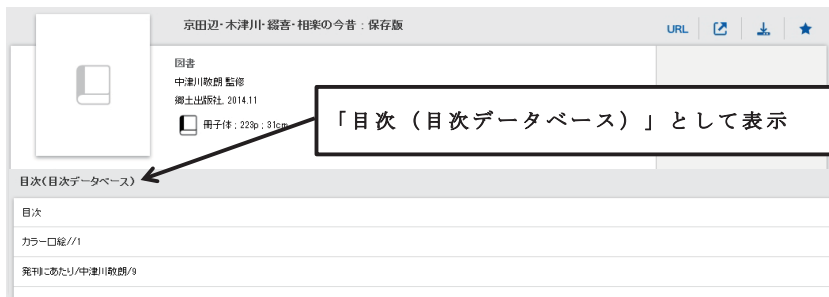 京田辺・木津川・綴喜・相楽の今昔 : 保存版
URL
図書
中津川敬朗 監修
郷土出版社, 2014.11
冊子体 ; 223p ; 31cm
「目次（目次データベース）」として表示
目次(目次データベース)
目次
カラー口絵//1
発刊にあたり/中津川敬朗/9